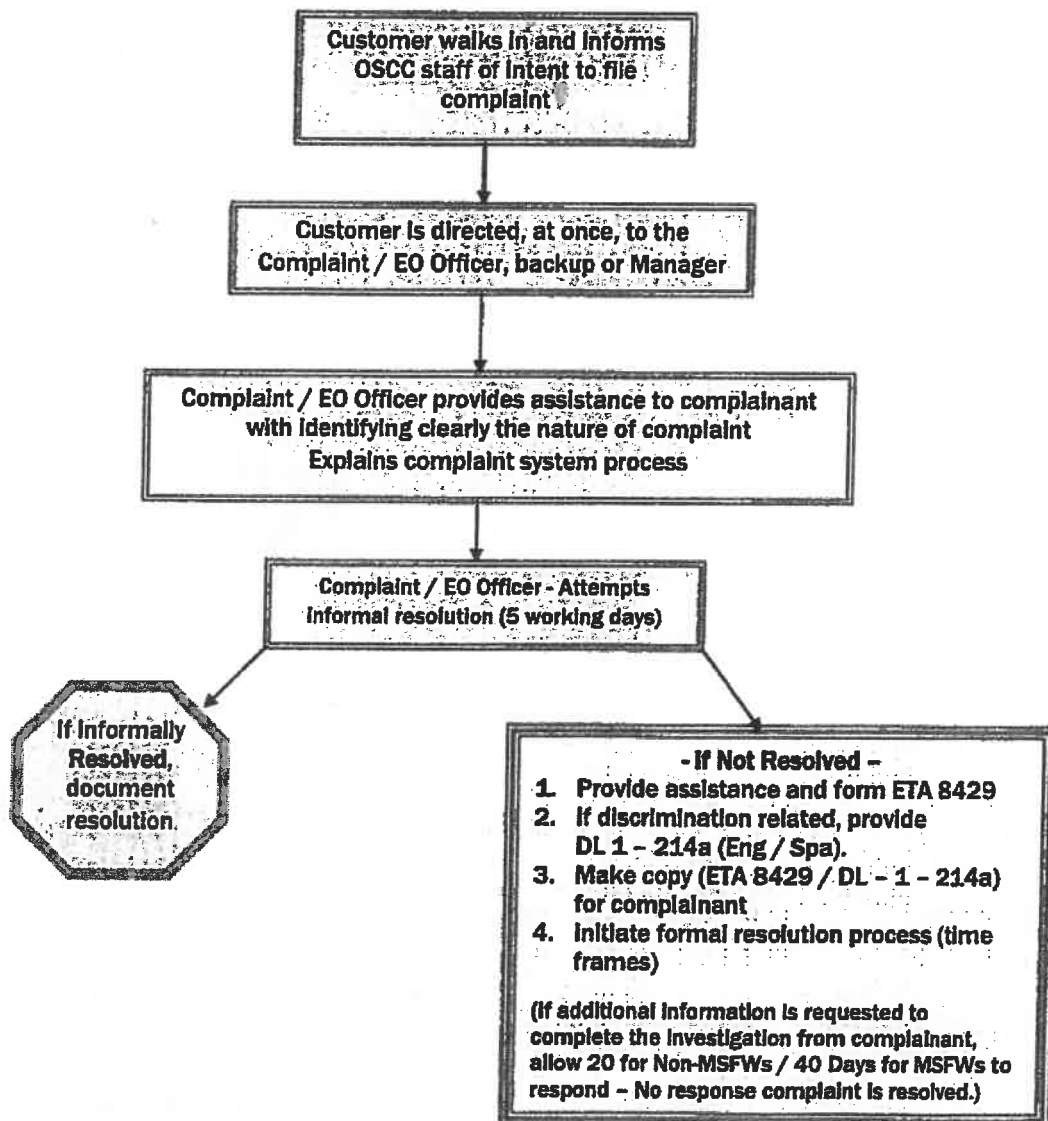 Customer walks in and informs
OSCC staff of intent to file
complaint
Customer is directed, at once, to the
Complaint / EO Officer, backup or Manager
Complaint / EO Officer provides assistance to complainant
with identifying clearly the nature of complaint
Explains complaint system process
Complaint / EO Officer - Attempts
informal resolution (5 working days)
If Informally
Resolved,
document
resolution.
- If Not Resolved –
1. Provide assistance and form ETA 8429
2. If discrimination related, provide
DL 1 – 214a (Eng / Spa).
3. Make copy (ETA 8429 / DL – 1 – 214a)
for complainant
4. Initiate formal resolution process (time
frames)
(If additional information is requested to
complete the investigation from complainant,
allow 20 for Non-MSFWs / 40 Days for MSFWs to
respond – No response complaint is resolved.)